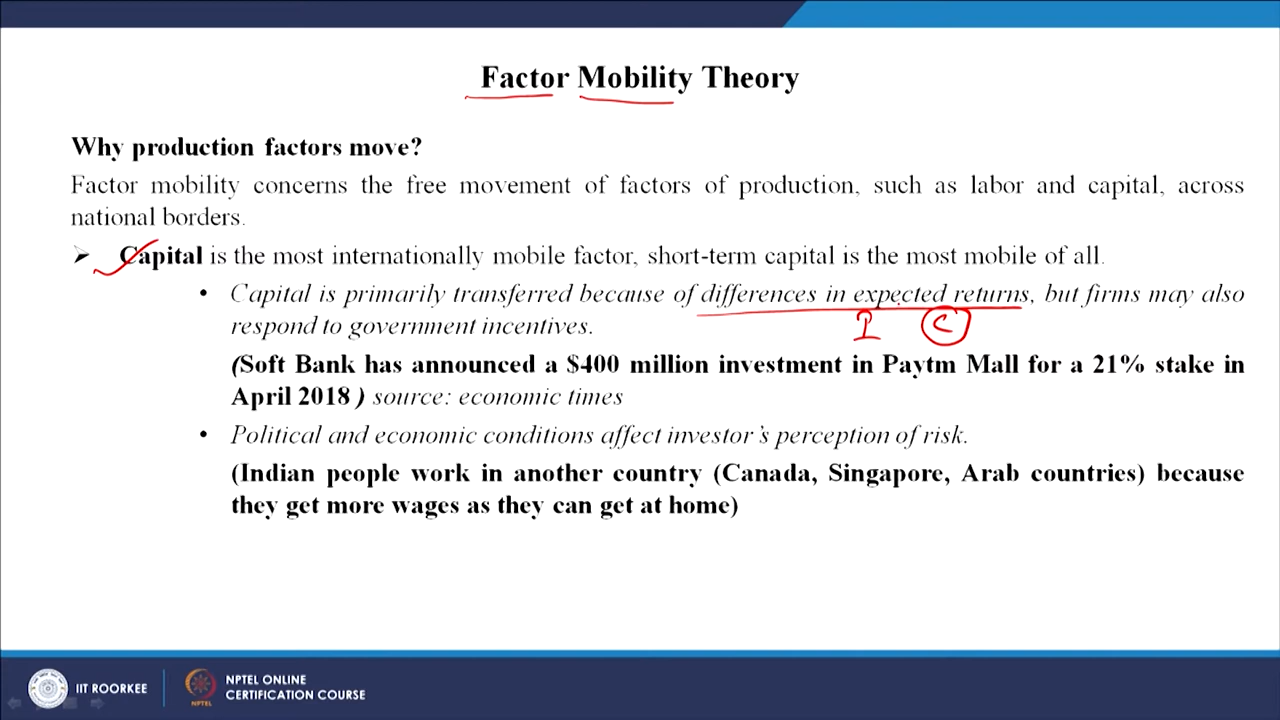 Factor Mobility Theory
Why production factors move?
Factor mobility concerns the free movement of factors of production, such as labor and capital, across
national borders.
➤ Capital is the most internationally mobile factor, short-term capital is the most mobile of all.
• Capital is primarily transferred because of differences in expected returns, but firms may also
I C
respond to government incentives.
(Soft Bank has announced a $400 million investment in Paytm Mall for a 21% stake in
April 2018 ) source: economic times
• Political and economic conditions affect investor's perception of risk.
(Indian people work in another country (Canada, Singapore, Arab countries) because
they get more wages as they can get at home)
IIT ROORKEE
NPTEL
NPTEL ONLINE
CERTIFICATION COURSE